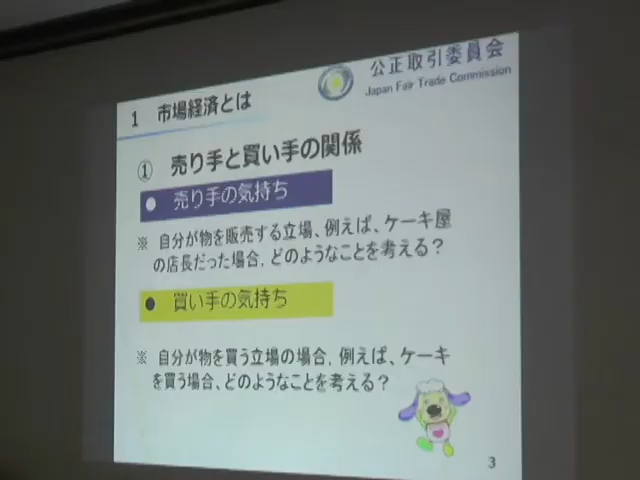 公正取引委員会
Japan Fair Trade Commission
1 市場経済とは
① 売り手と買い手の関係
● 売り手の気持ち
※ 自分が物を販売する立場、例えば、ケーキ屋
の店長だった場合、どのようなことを考える?
● 買い手の気持ち
※ 自分が物を買う立場の場合、例えば、ケーキ
を買う場合、どのようなことを考える?
3